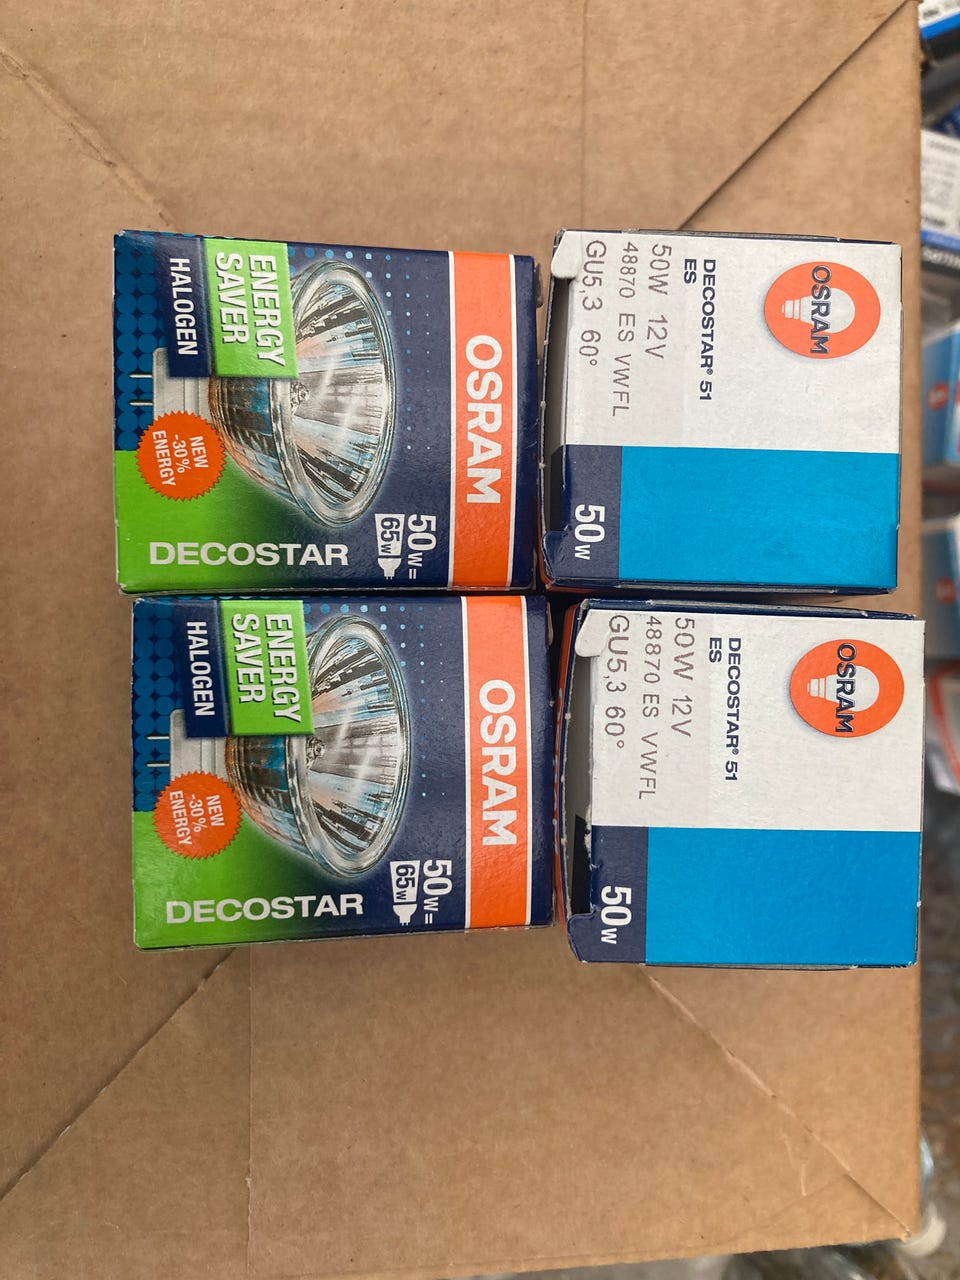 ENERGY
SAVER
HALOGEN
NEW
-30%
ENERGY
DECOSTAR
50W=
65W
OSRAM
OSRAM
DECOSTAR® 51
ES
50W 12V
48870 ES VWFL
GU5,3 60°
50W
ENERGY
SAVER
HALOGEN
NEW
-30%
ENERGY
DECOSTAR
50W=
65W
OSRAM
OSRAM
DECOSTAR® 51
ES
50W 12V
48870 ES VWFL
GU5,3 60°
50W